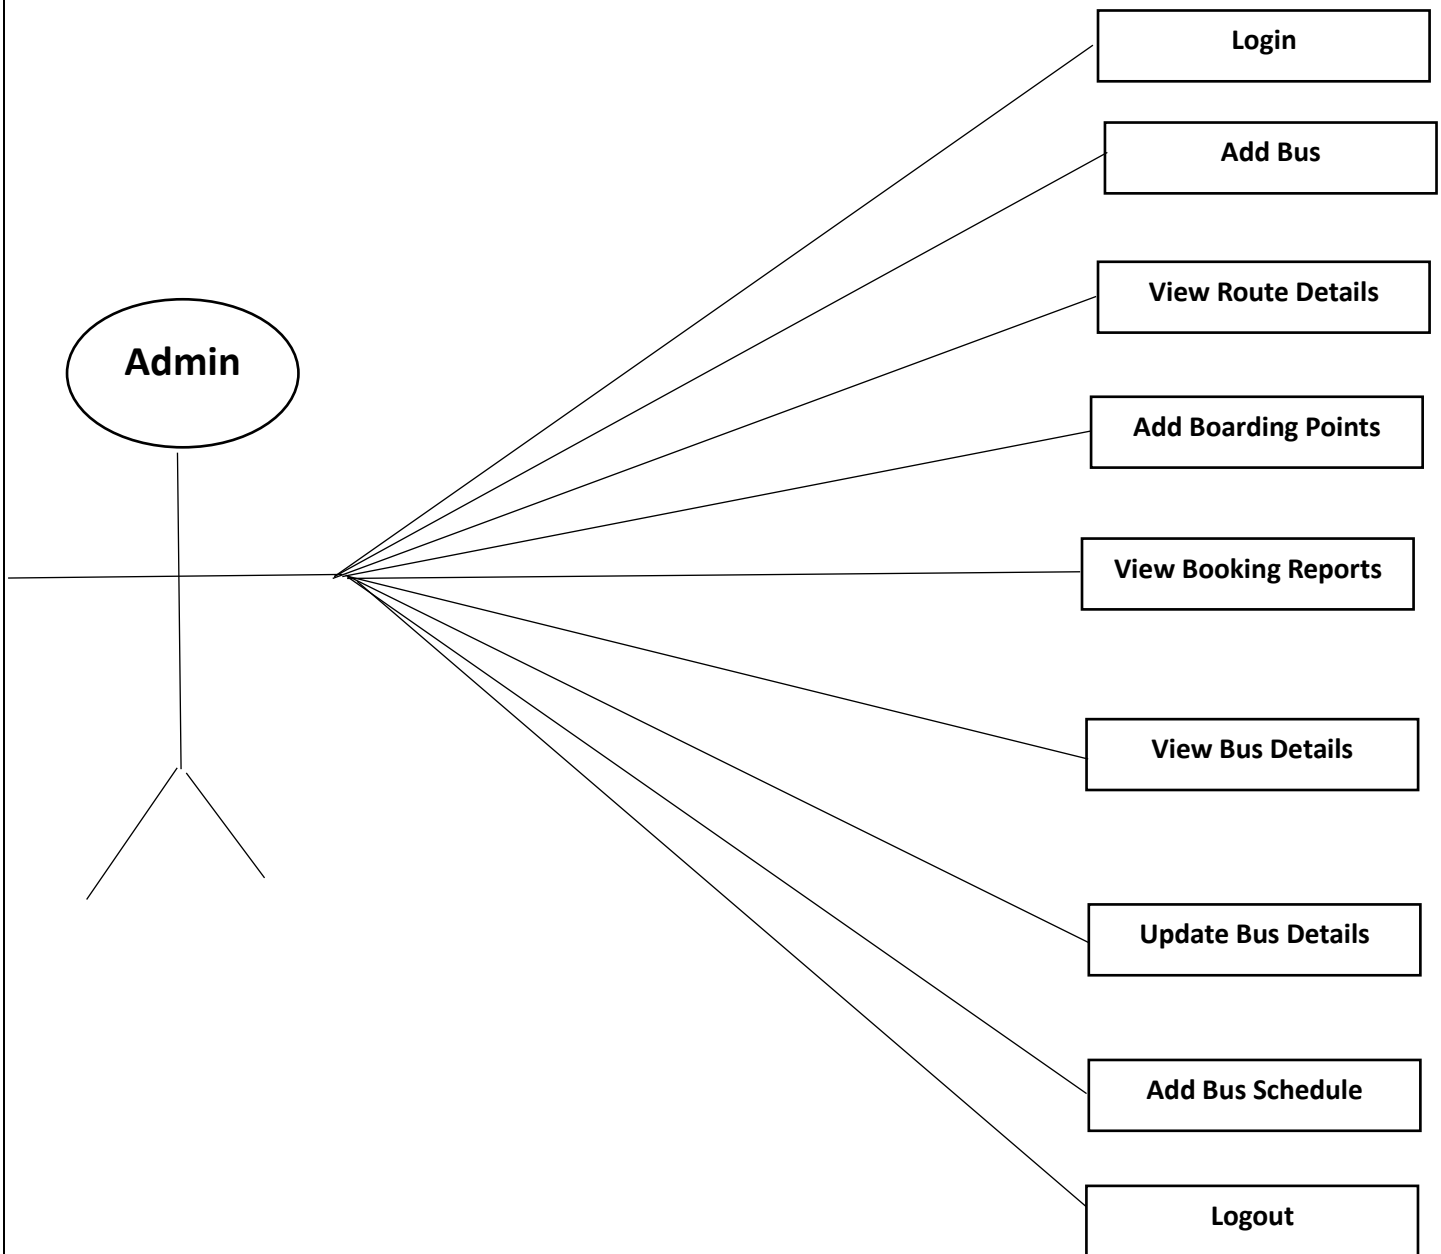 Login
Add Bus
View Route Details
Admin
Add Boarding Points
View Booking Reports
View Bus Details
Update Bus Details
Add Bus Schedule
Logout